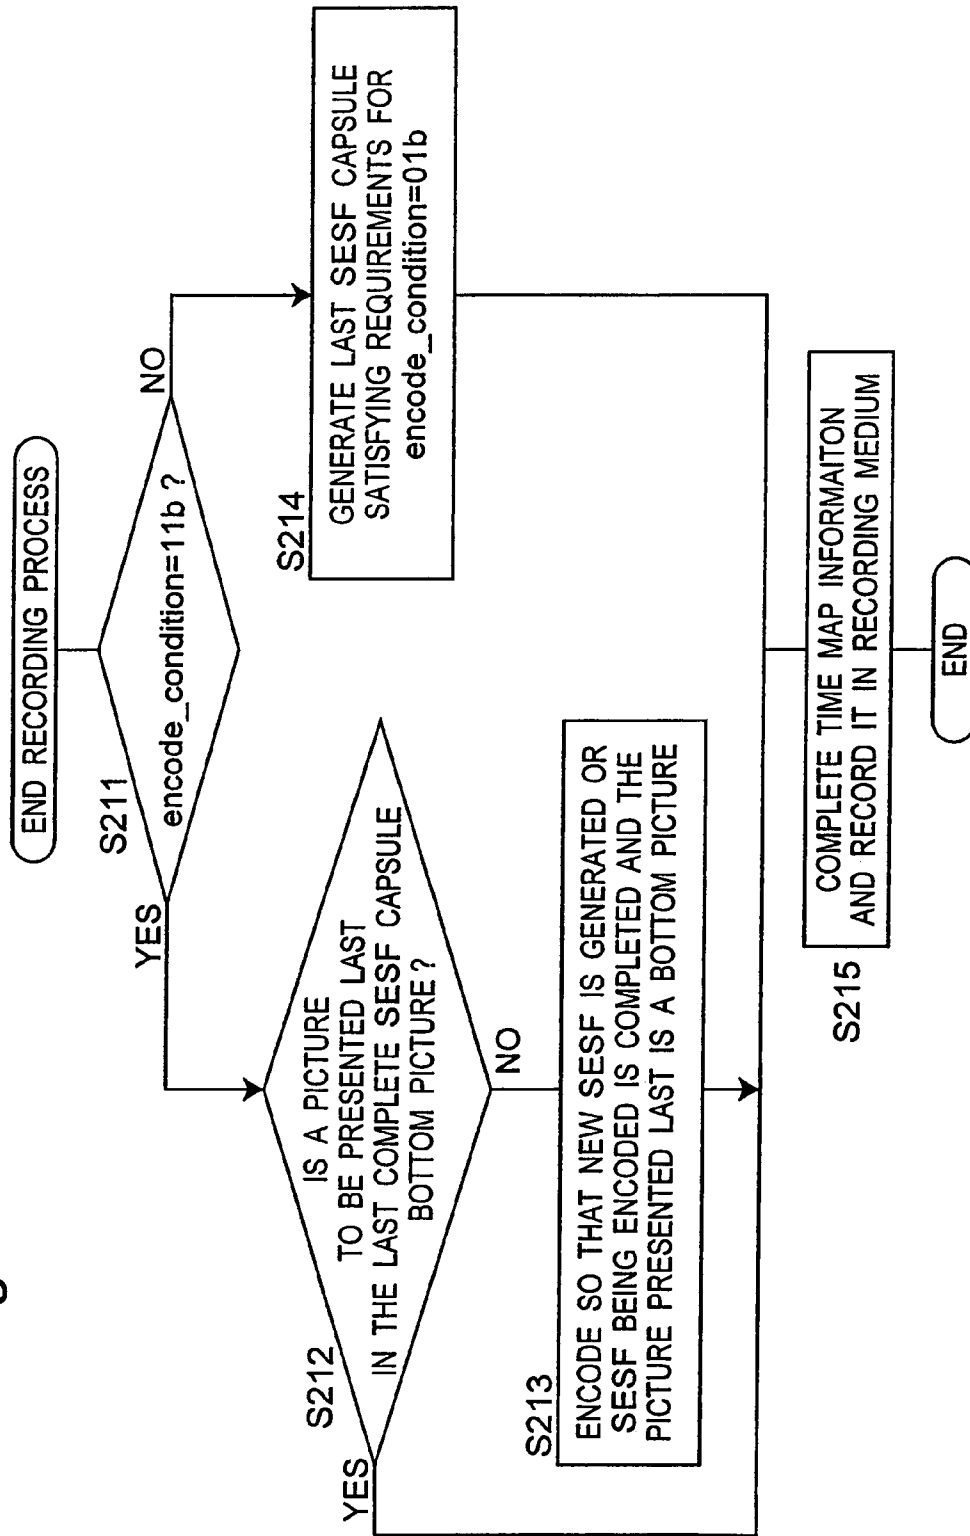 END RECORDING PROCESS
S211
encode_condition=11b ?
YES
NO
S212
IS A PICTURE
TO BE PRESENTED LAST
IN THE LAST COMPLETE SESF CAPSULE
BOTTOM PICTURE?
YES
NO
S213
ENCODE SO THAT NEW SESF IS GENERATED OR
SESF BEING ENCODED IS COMPLETED AND THE
PICTURE PRESENTED LAST IS A BOTTOM PICTURE
S214
GENERATE LAST SESF CAPSULE
SATISFYING REQUIREMENTS FOR
encode_condition=01b
S215
COMPLETE TIME MAP INFORMAITON
AND RECORD IT IN RECORDING MEDIUM
END